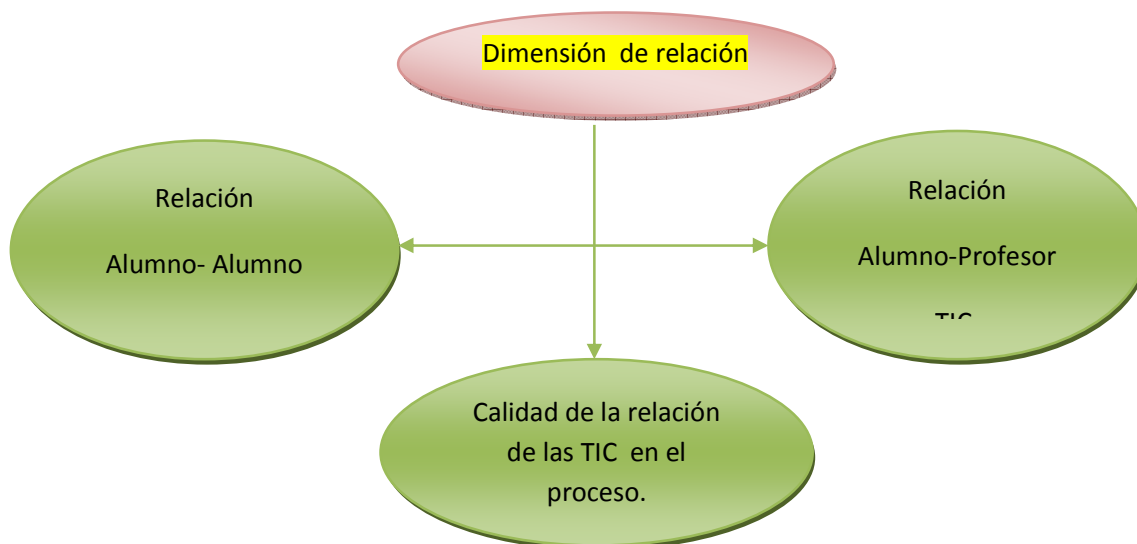 Dimensión de relación
Relación
Alumno- Alumno
Relación
Alumno-Profesor
TIC
Calidad de la relación
de las TIC en el
proceso.